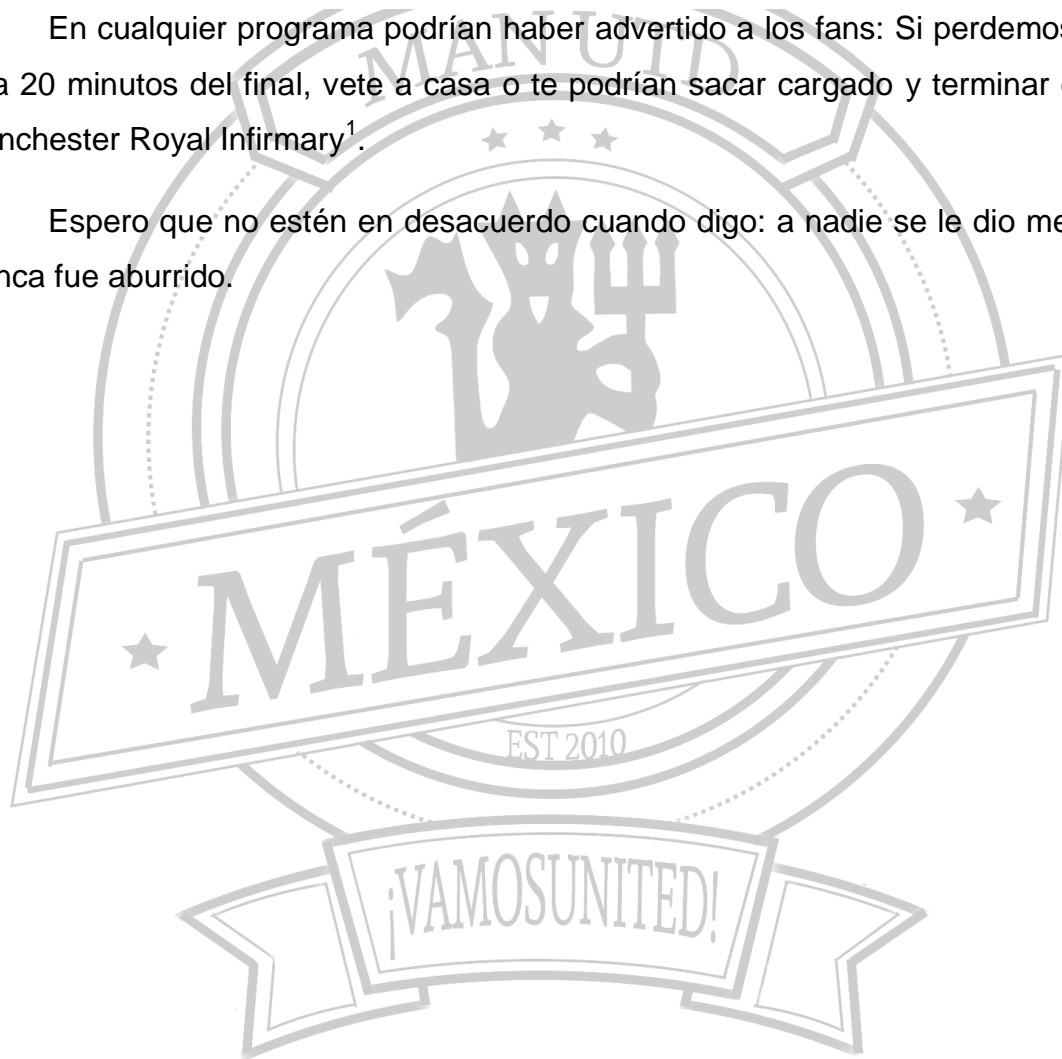 En cualquier programa podrían haber advertido a los fans: Si perdemos
a 20 minutos del final, vete a casa o te podrían sacar cargado y terminar
nchester Royal Infirmary¹.
Espero que no estén en desacuerdo cuando digo: a nadie se le dio me
nca fue aburrido.
MAN UTD
MÉXICO
EST 2010
¡VAMOSUNITED!